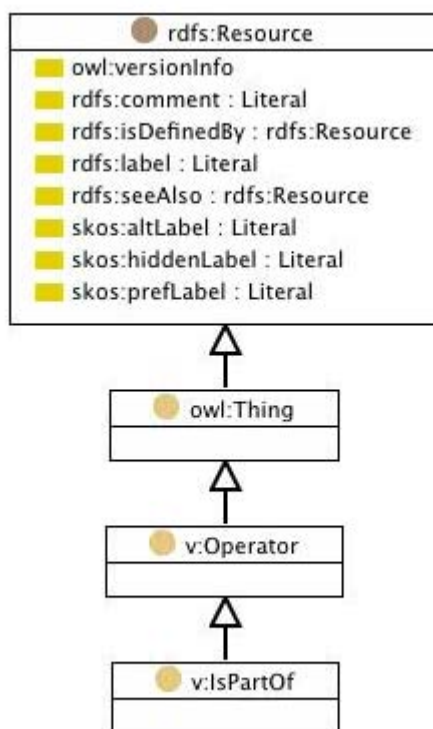 rdfs:Resource
owl:versionInfo
rdfs:comment : Literal
rdfs:isDefinedBy : rdfs:Resource
rdfs:label : Literal
rdfs:seeAlso : rdfs:Resource
skos:altLabel : Literal
skos:hiddenLabel : Literal
skos:prefLabel : Literal
owl:Thing
v:Operator
v:IsPartOf